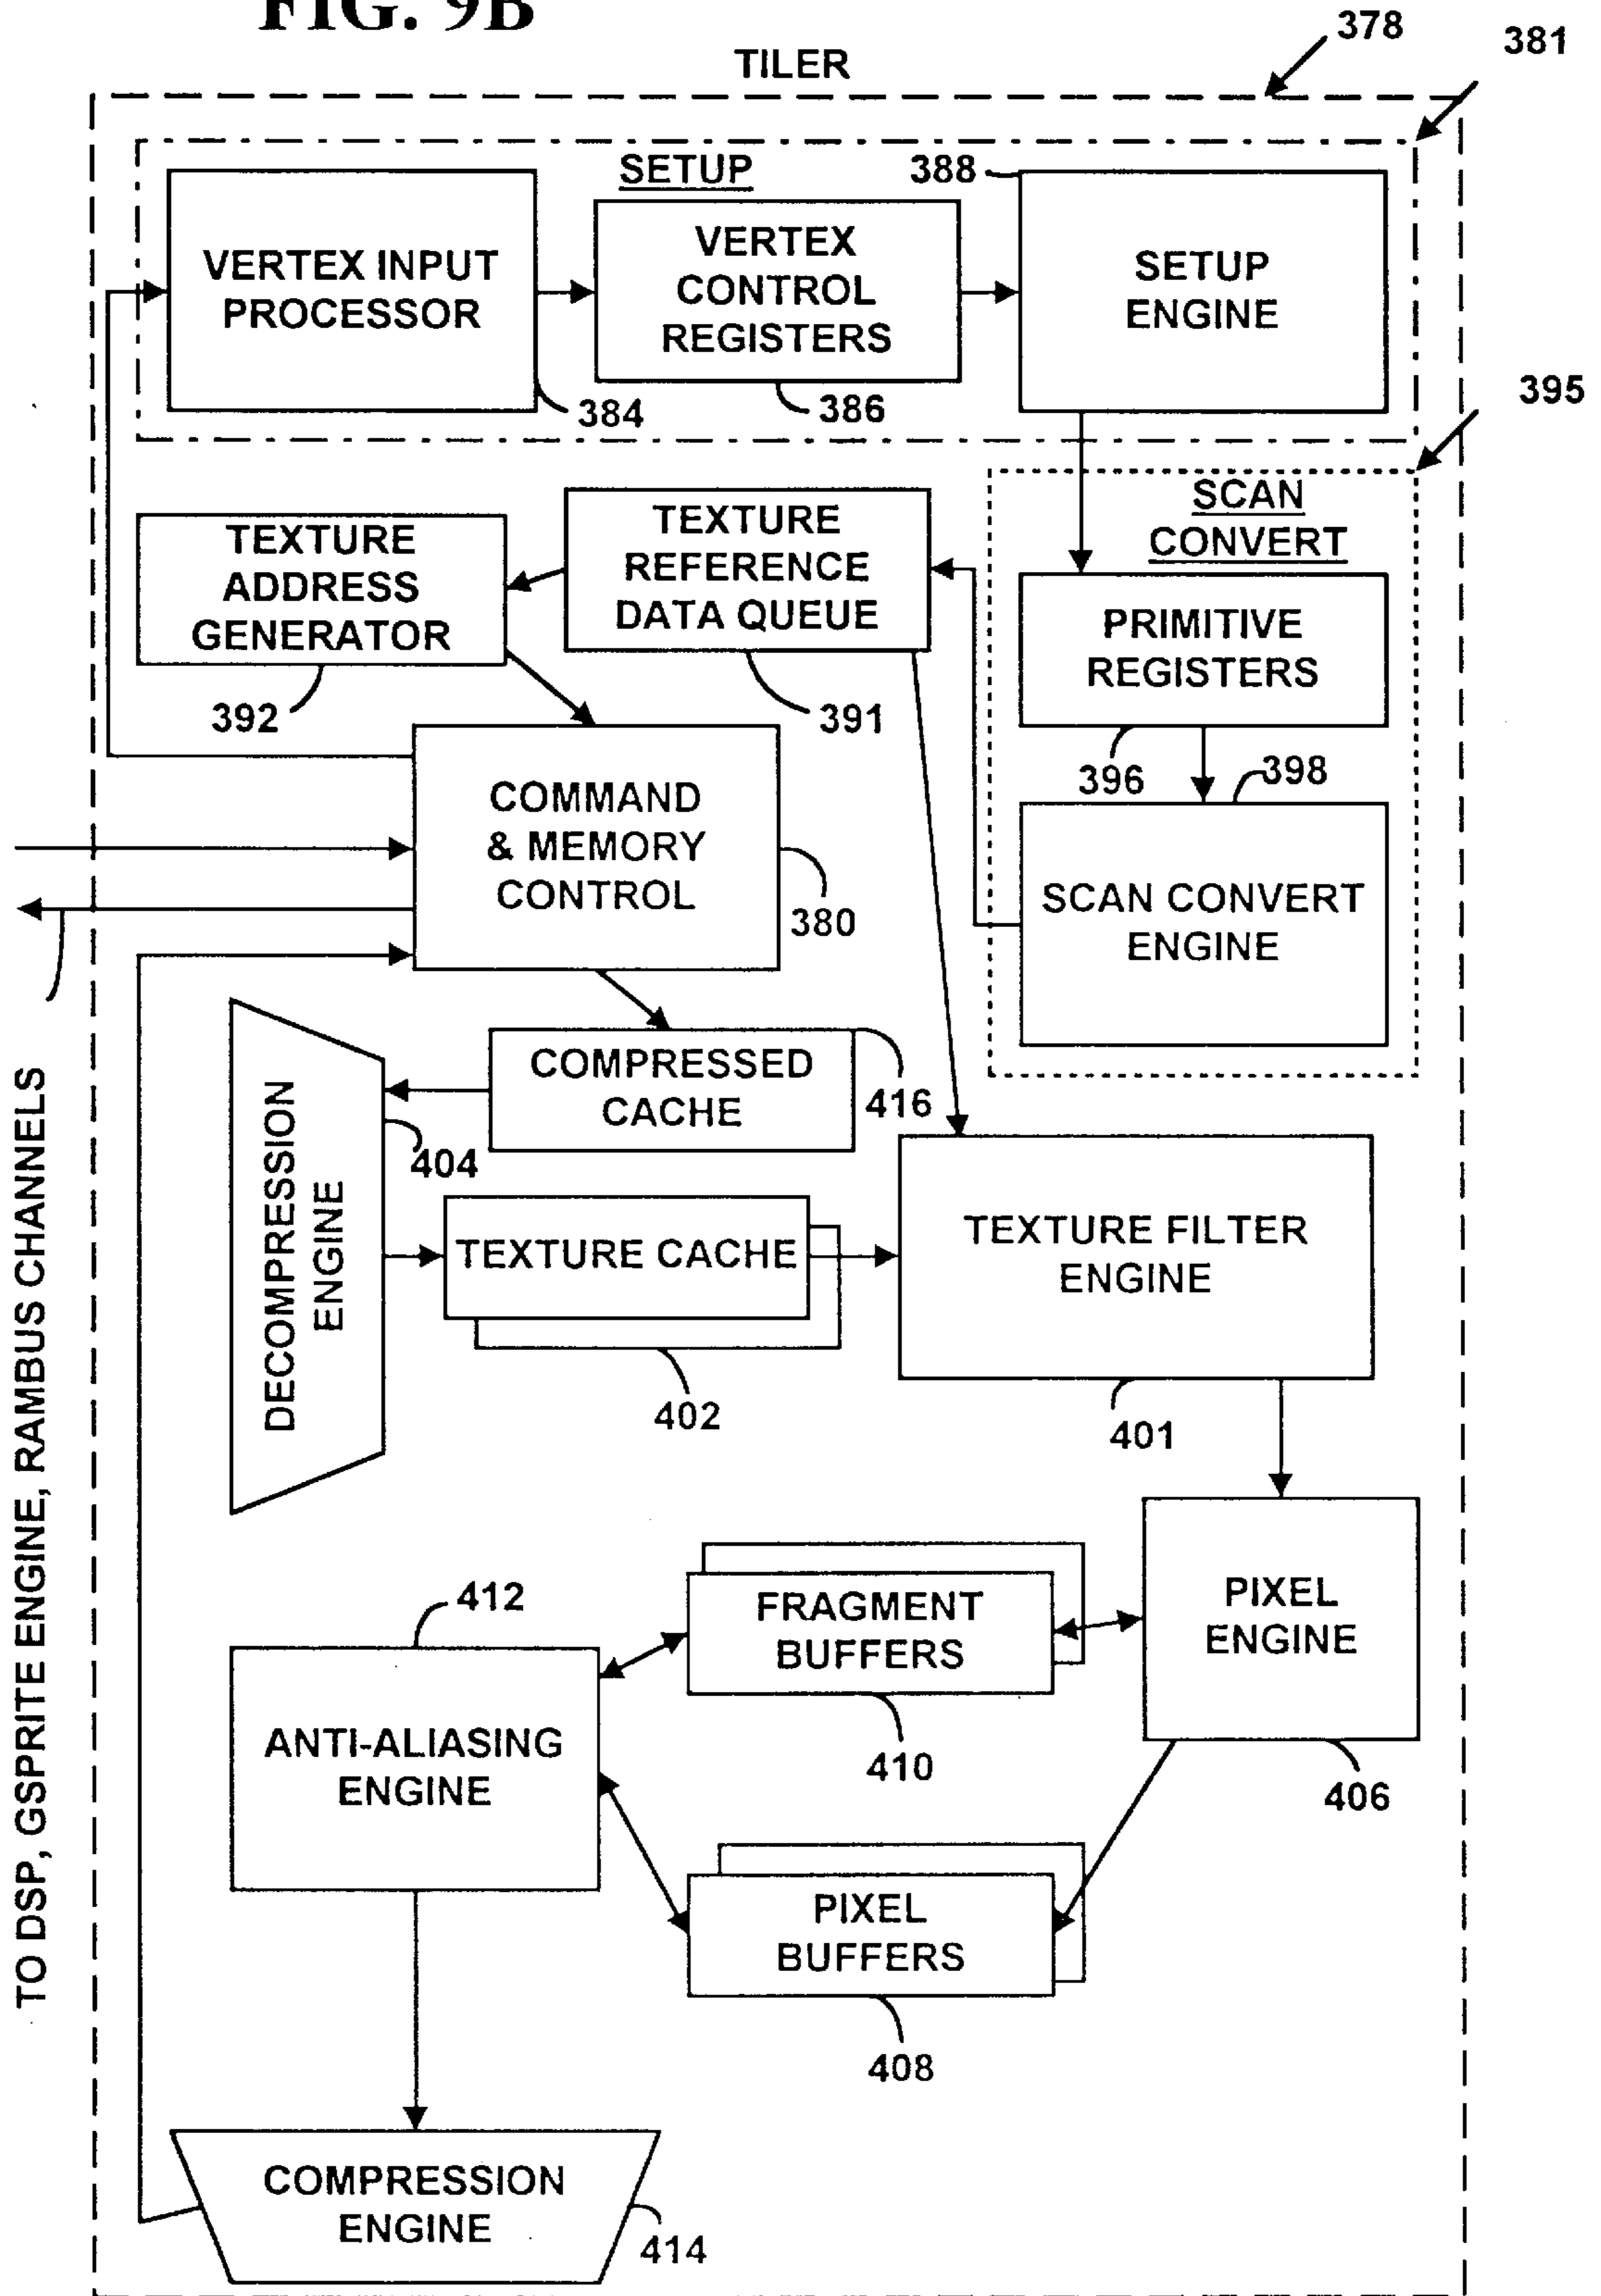 FIG. 9B
378
381
TILER
SETUP
388
VERTEX INPUT
PROCESSOR
VERTEX
CONTROL
REGISTERS
SETUP
ENGINE
384
386
395
TEXTURE
ADDRESS
GENERATOR
TEXTURE
REFERENCE
DATA QUEUE
SCAN
CONVERT
PRIMITIVE
REGISTERS
392
391
396
398
COMMAND
& MEMORY
CONTROL
380
SCAN CONVERT
ENGINE
COMPRESSED
CACHE
416
404
DECOMPRESSION
ENGINE
TEXTURE CACHE
TEXTURE FILTER
ENGINE
402
401
TO DSP, GSPRITE ENGINE, RAMBUS CHANNELS
412
FRAGMENT
BUFFERS
PIXEL
ENGINE
ANTI-ALIASING
ENGINE
410
406
PIXEL
BUFFERS
408
COMPRESSION
ENGINE
414